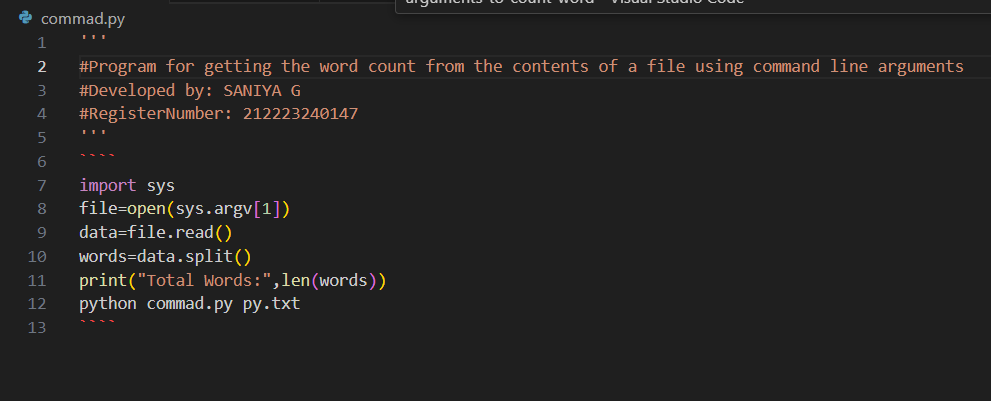 arguments to count word - Visual Studio Code
commad.py
1 '''
2 #Program for getting the word count from the contents of a file using command line arguments
3 #Developed by: SANIYA G
4 #RegisterNumber: 212223240147
5 '''
6 ````
7 import sys
8 file=open(sys.argv[1])
9 data=file.read()
10 words=data.split()
11 print("Total Words:",len(words))
12 python commad.py py.txt
13 ````